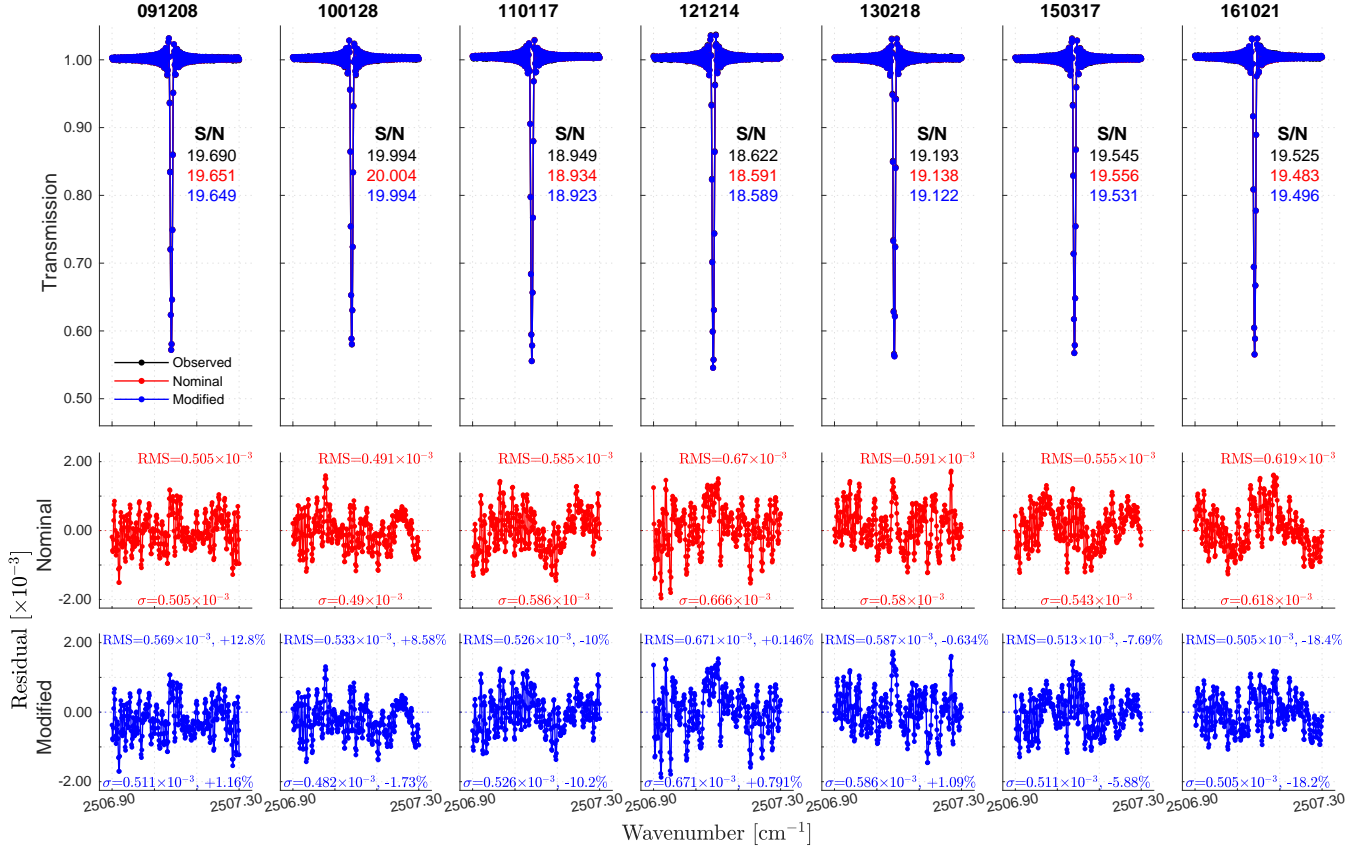 091208 100128 110117 121214 130218 150317 161021
1.00
0.90
0.80
0.70
0.60
0.50
Transmission
S/N S/N S/N S/N S/N S/N S/N
19.690 19.994 18.949 18.622 19.193 19.545 19.525
19.651 20.004 18.934 18.591 19.138 19.556 19.483
19.649 19.994 18.923 18.589 19.122 19.531 19.496
Observed
Nominal
Modified
RMS=0.505×10⁻³ RMS=0.491×10⁻³ RMS=0.585×10⁻³ RMS=0.67×10⁻³ RMS=0.591×10⁻³ RMS=0.555×10⁻³ RMS=0.619×10⁻³
2.00
0.00
-2.00
Nominal
σ=0.505×10⁻³ σ=0.49×10⁻³ σ=0.586×10⁻³ σ=0.666×10⁻³ σ=0.58×10⁻³ σ=0.543×10⁻³ σ=0.618×10⁻³
Residual [×10⁻³]
RMS=0.569×10⁻³, +12.8% RMS=0.533×10⁻³, +8.58% RMS=0.526×10⁻³, -10% RMS=0.671×10⁻³, +0.146% RMS=0.587×10⁻³, -0.634% RMS=0.513×10⁻³, -7.69% RMS=0.505×10⁻³, -18.4%
2.00
0.00
-2.00
Modified
σ=0.511×10⁻³, +1.16% σ=0.482×10⁻³, -1.73% σ=0.526×10⁻³, -10.2% σ=0.671×10⁻³, +0.791% σ=0.586×10⁻³, +1.09% σ=0.511×10⁻³, -5.88% σ=0.505×10⁻³, -18.2%
2506.90 2507.30 2506.90 2507.30 2506.90 2507.30 2506.90 2507.30 2506.90 2507.30 2506.90 2507.30 2506.90 2507.30
Wavenumber [cm⁻¹]